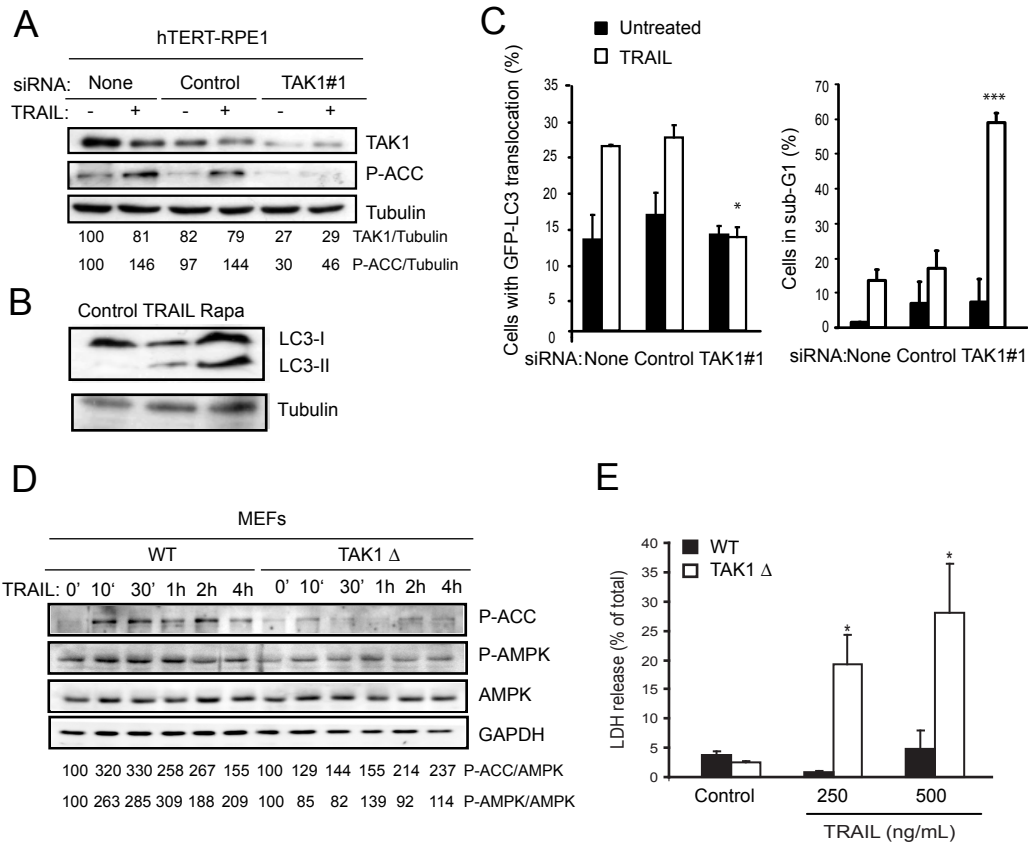 A
hTERT-RPE1
siRNA: None Control TAK1#1
TRAIL: - + - + - +
TAK1
P-ACC
Tubulin
100 81 82 79 27 29 TAK1/Tubulin
100 146 97 144 30 46 P-ACC/Tubulin
B
Control TRAIL Rapa
LC3-I
LC3-II
Tubulin
C
Untreated
TRAIL
Cells with GFP-LC3 translocation (%)
35
30
25
20
15
10
5
0
*
siRNA:None Control TAK1#1
Cells in sub-G1 (%)
70
60
50
40
30
20
10
0
***
siRNA:None Control TAK1#1
D
MEFs
WT TAK1 Δ
TRAIL: 0' 10' 30' 1h 2h 4h 0' 10' 30' 1h 2h 4h
P-ACC
P-AMPK
AMPK
GAPDH
100 320 330 258 267 155 100 129 144 155 214 237 P-ACC/AMPK
100 263 285 309 188 209 100 85 82 139 92 114 P-AMPK/AMPK
E
WT
TAK1 Δ
LDH release (% of total)
40
35
30
25
20
15
10
5
0
*
*
Control 250 500
TRAIL (ng/mL)